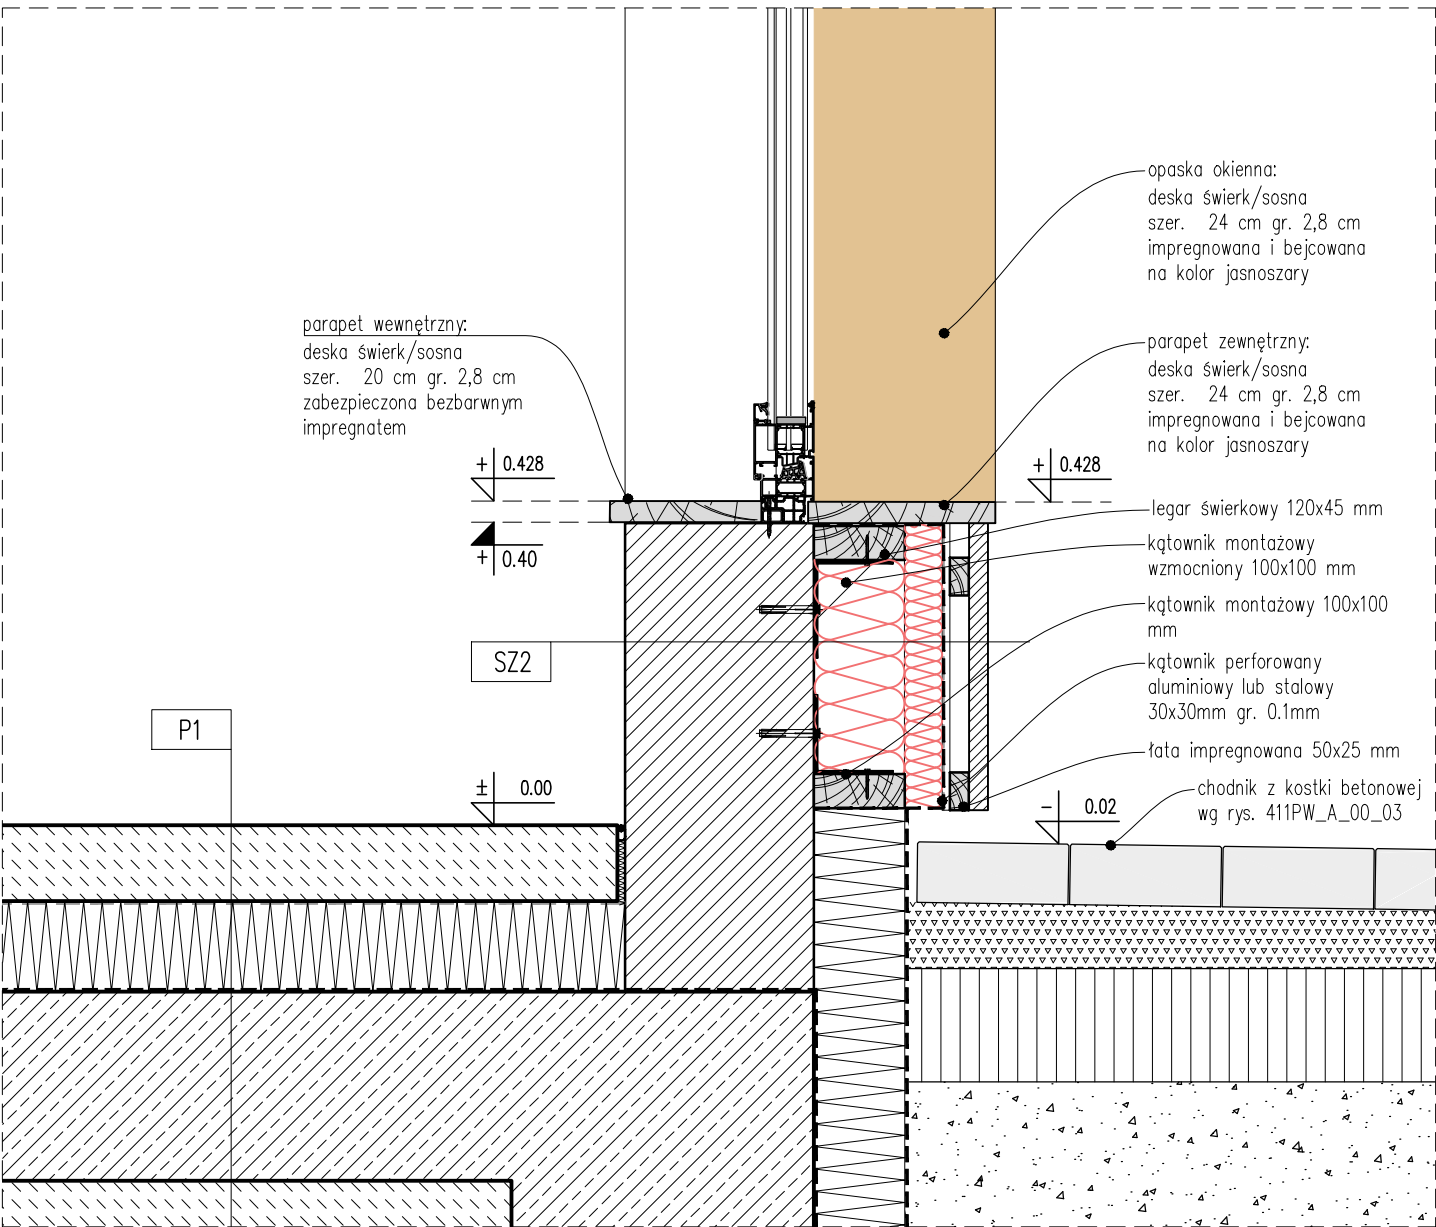 opaska okienna:
deska świerk/sosna
szer. 24 cm gr. 2,8 cm
impregnowana i bejcowana
na kolor jasnoszary
parapet wewnętrzny:
deska świerk/sosna
szer. 20 cm gr. 2,8 cm
zabezpieczona bezbarwnym
impregnatem
parapet zewnętrzny:
deska świerk/sosna
szer. 24 cm gr. 2,8 cm
impregnowana i bejcowana
na kolor jasnoszary
+ 0.428
+ 0.428
+ 0.40
legar świerkowy 120x45 mm
kątownik montażowy
wzmocniony 100x100 mm
kątownik montażowy 100x100
mm
SZ2
kątownik perforowany
aluminiowy lub stalowy
30x30mm gr. 0.1mm
P1
łata impregnowana 50x25 mm
± 0.00
chodnik z kostki betonowej
wg rys. 411PW_A_00_03
- 0.02